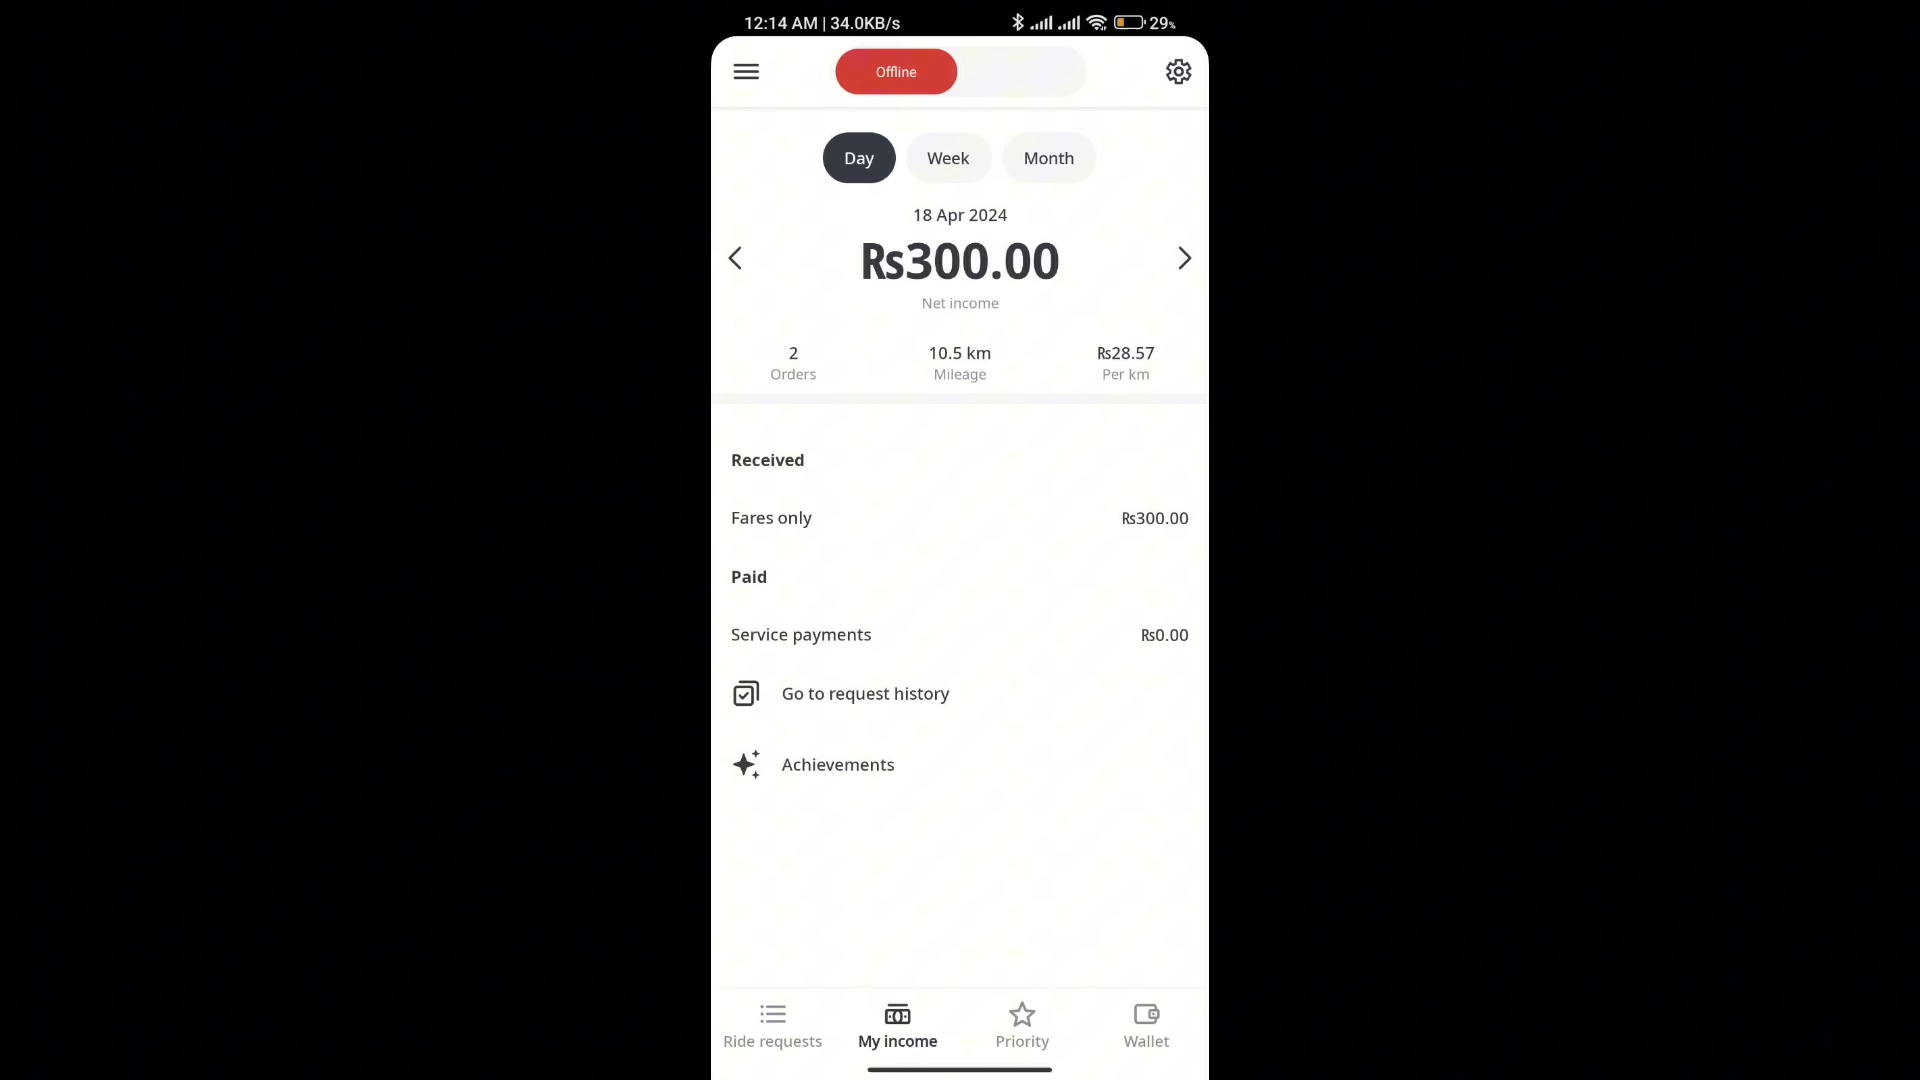 12:14 AM | 34.0KB/s 29%
Offline
Day Week Month
18 Apr 2024
₨300.00
Net income
2 10.5 km ₨28.57
Orders Mileage Per km
Received
Fares only ₨300.00
Paid
Service payments ₨0.00
Go to request history
Achievements
Ride requests My income Priority Wallet